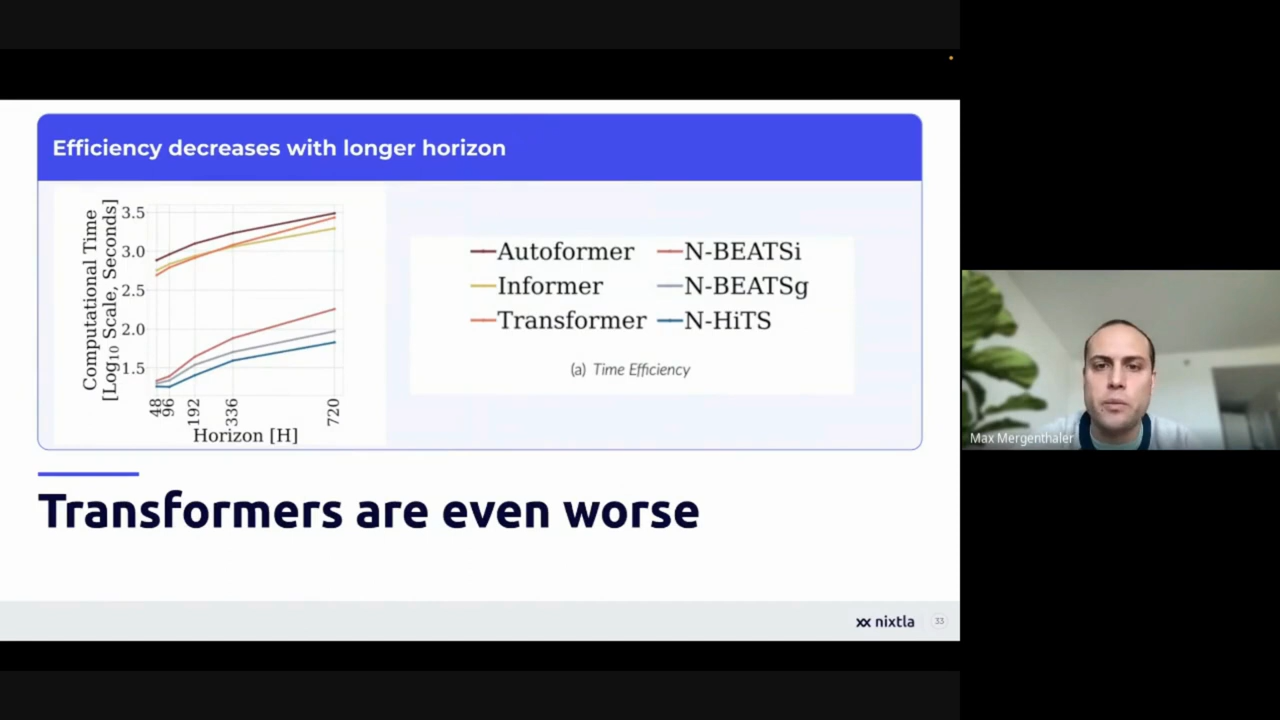 Efficiency decreases with longer horizon
Computational Time
[Log10 Scale, Seconds]
3.5
3.0
2.5
2.0
1.5
48
96
192
336
720
Horizon [H]
Autoformer
N-BEATSi
Informer
N-BEATSg
Transformer
N-HiTS
(a) Time Efficiency
Transformers are even worse
nixtla
33
Max Mergenthaler